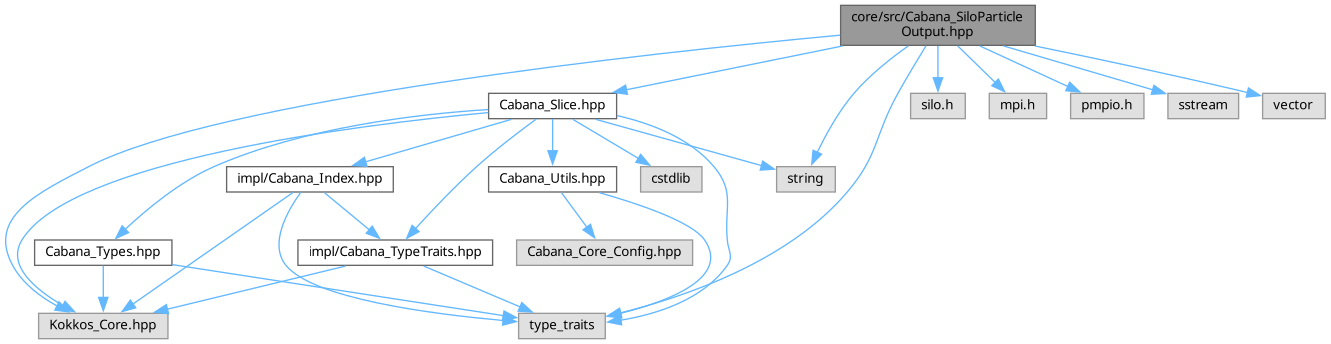 core/src/Cabana_SiloParticle
Output.hpp
Cabana_Slice.hpp
silo.h
mpi.h
pmpio.h
sstream
vector
impl/Cabana_Index.hpp
Cabana_Utils.hpp
cstdlib
string
Cabana_Types.hpp
impl/Cabana_TypeTraits.hpp
Cabana_Core_Config.hpp
Kokkos_Core.hpp
type_traits